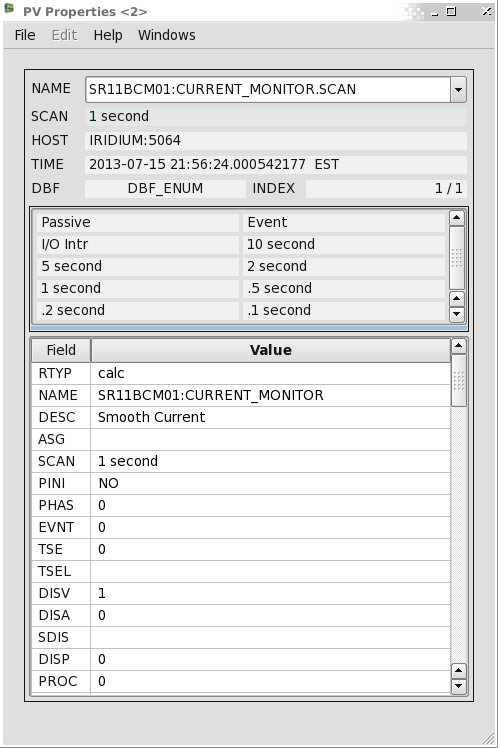 PV Properties <2>
File Edit Help Windows
NAME SR11BCM01:CURRENT_MONITOR.SCAN
SCAN 1 second
HOST IRIDIUM:5064
TIME 2013-07-15 21:56:24.000542177 EST
DBF DBF_ENUM INDEX 1 / 1
Passive Event
I/O Intr 10 second
5 second 2 second
1 second .5 second
.2 second .1 second
Field Value
RTYP calc
NAME SR11BCM01:CURRENT_MONITOR
DESC Smooth Current
ASG
SCAN 1 second
PINI NO
PHAS 0
EVNT 0
TSE 0
TSEL
DISV 1
DISA 0
SDIS
DISP 0
PROC 0